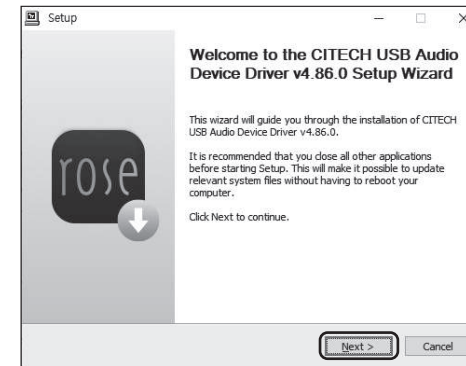 Setup
Welcome to the CITECH USB Audio
Device Driver v4.86.0 Setup Wizard
This wizard will guide you through the installation of CITECH
USB Audio Device Driver v4.86.0.
It is recommended that you close all other applications
before starting Setup. This will make it possible to update
relevant system files without having to reboot your
computer.
Click Next to continue.
rose
Next >
Cancel